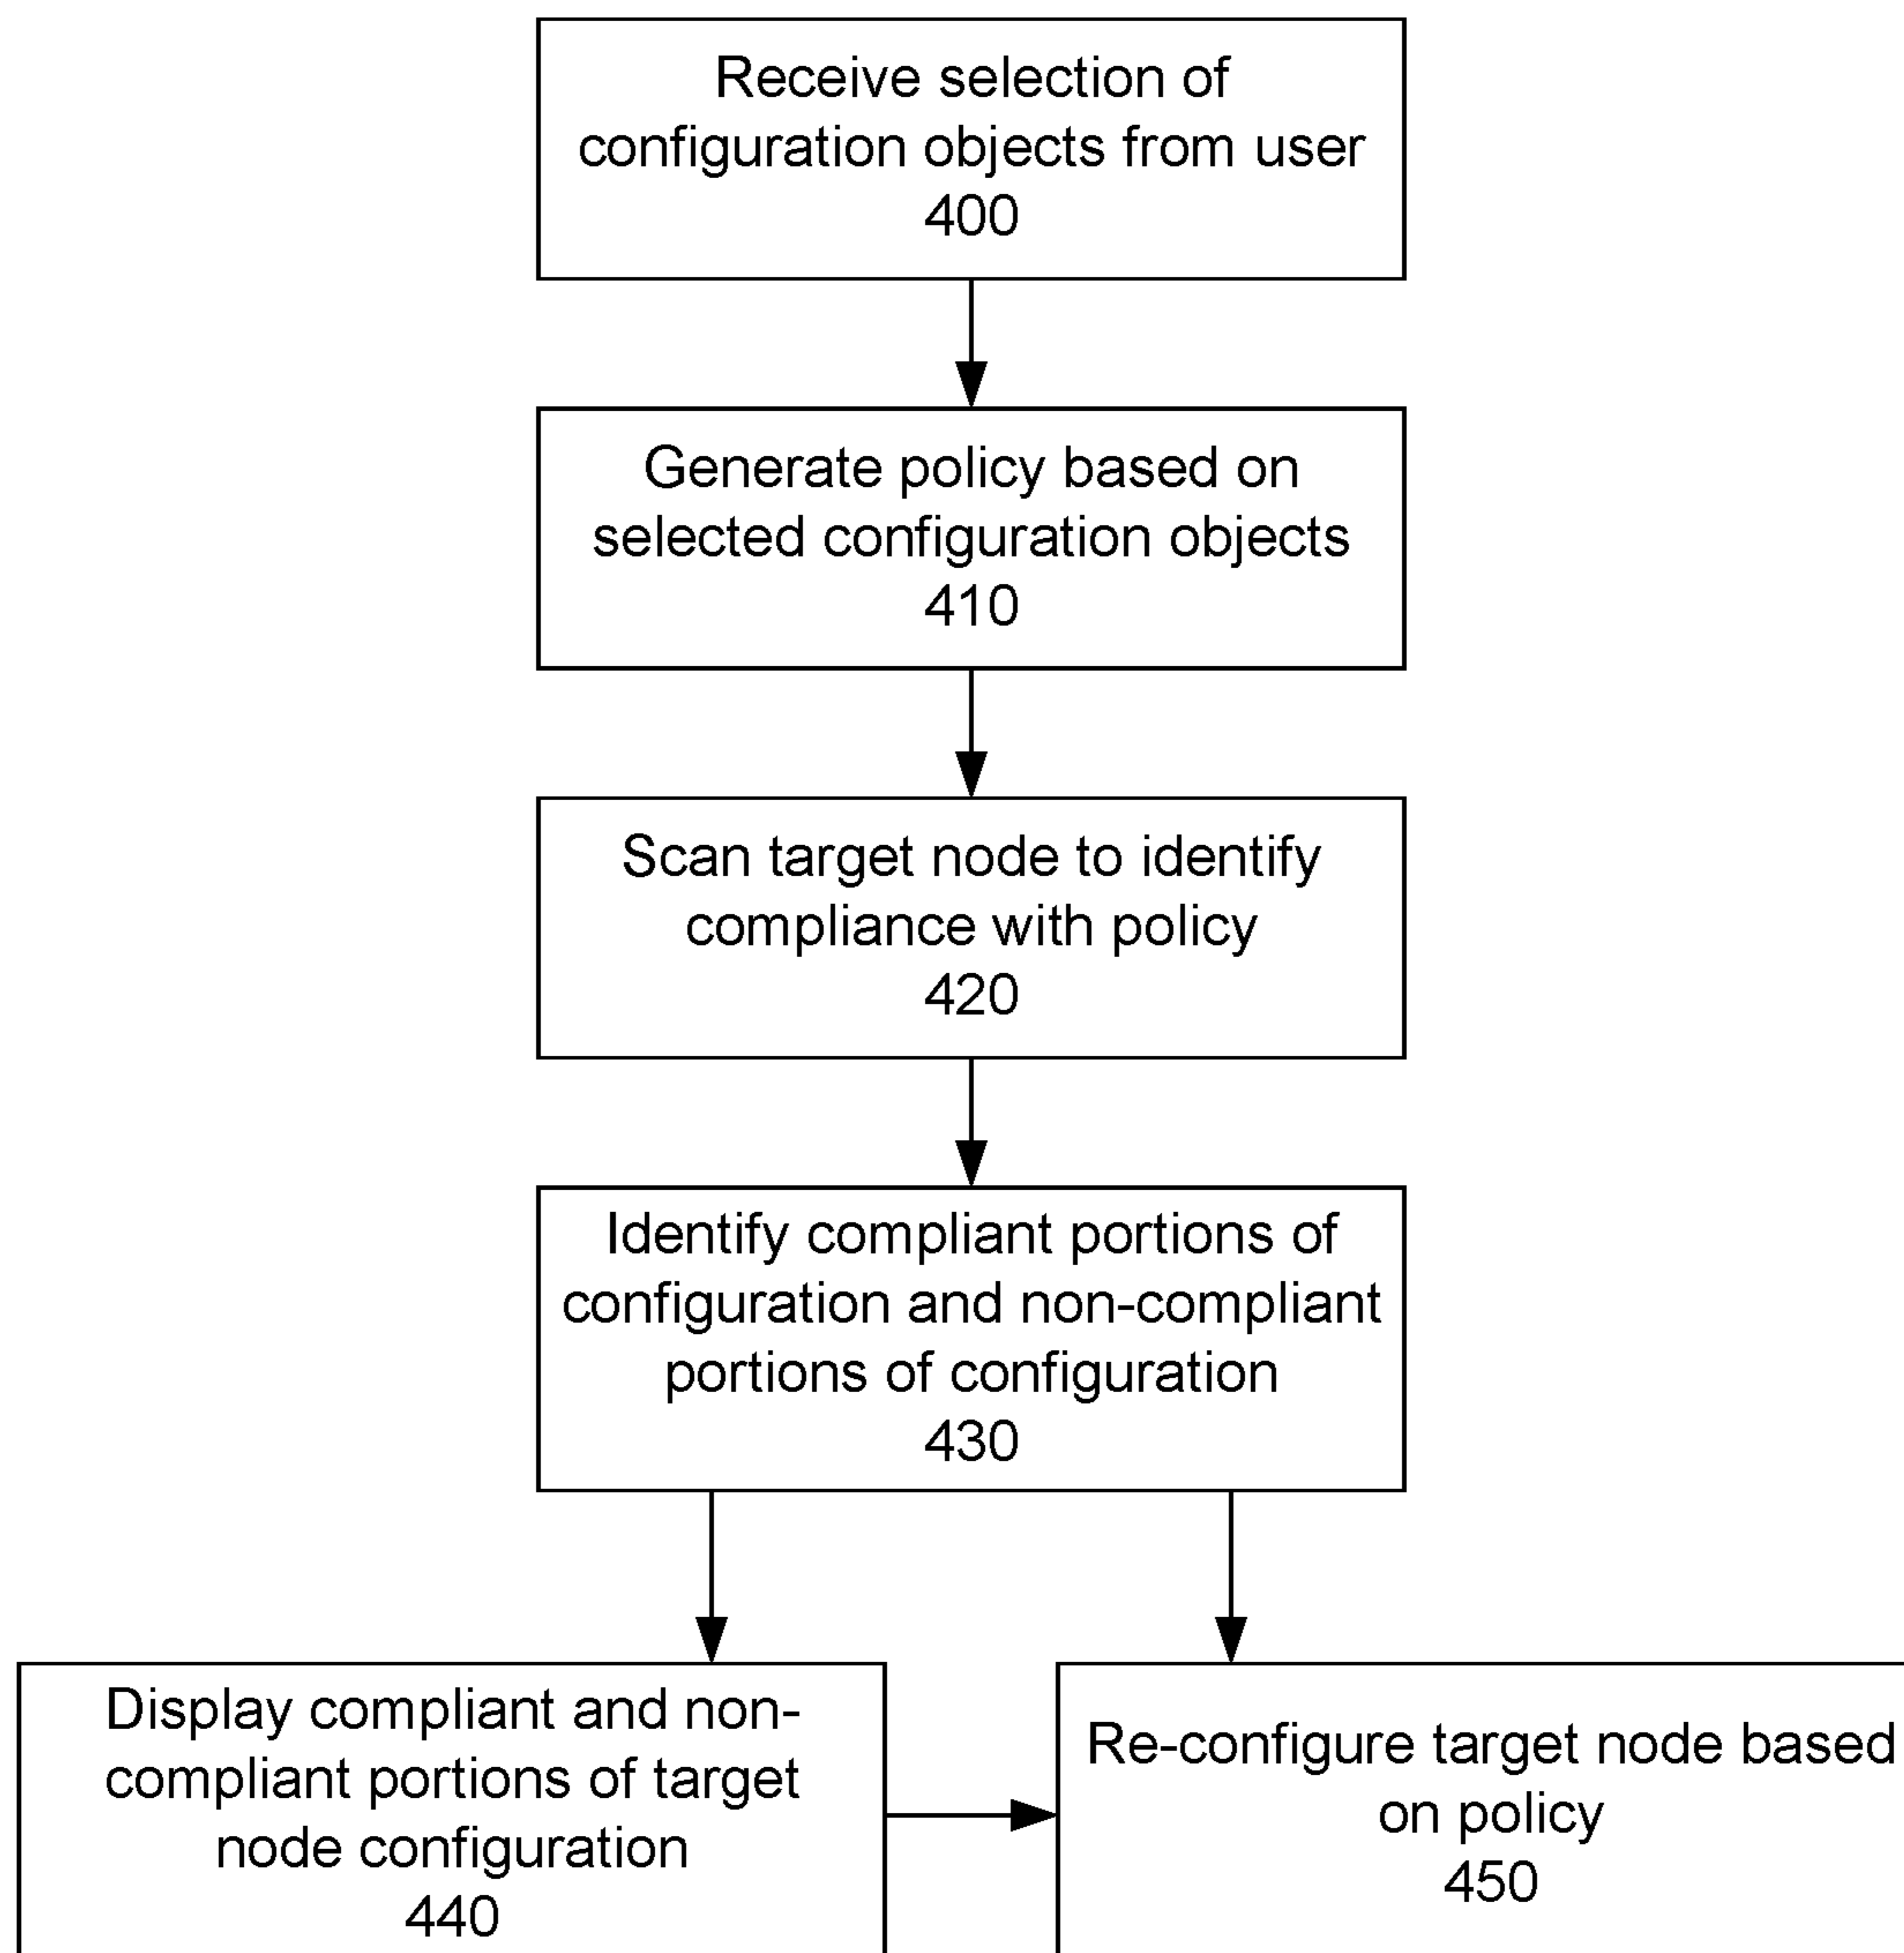 Receive selection of
configuration objects from user
400
Generate policy based on
selected configuration objects
410
Scan target node to identify
compliance with policy
420
Identify compliant portions of
configuration and non-compliant
portions of configuration
430
Display compliant and non-
compliant portions of target
node configuration
440
Re-configure target node based
on policy
450